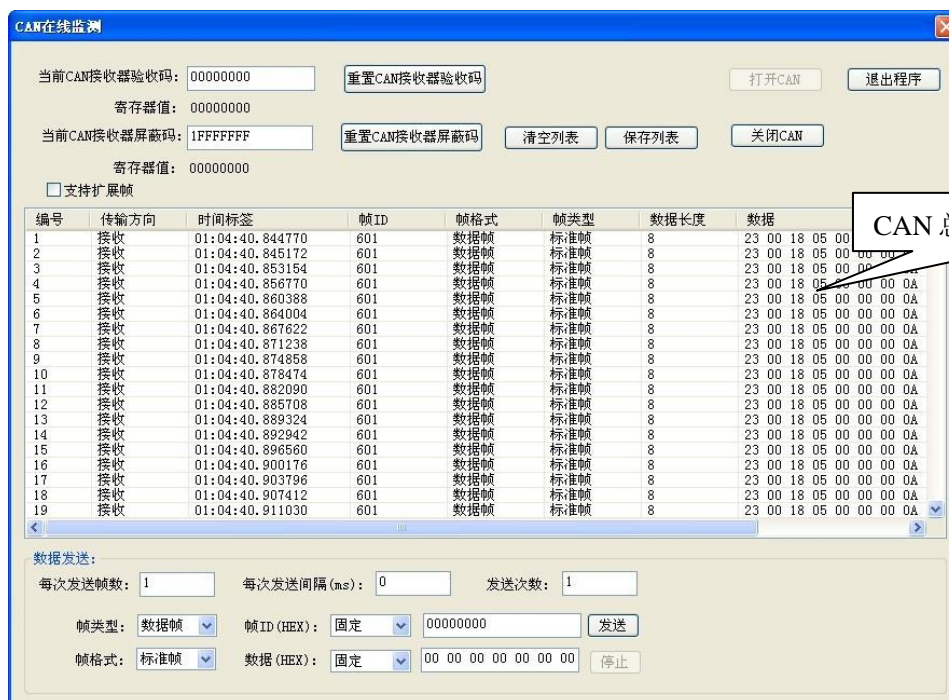 CAN在线监测
当前CAN接收器验收码: 00000000 重置CAN接收器验收码 打开CAN 退出程序
寄存器值: 00000000
当前CAN接收器屏蔽码: 1FFFFFFF 重置CAN接收器屏蔽码 清空列表 保存列表 关闭CAN
寄存器值: 00000000
支持扩展帧
编号 传输方向 时间标签 帧ID 帧格式 帧类型 数据长度 数据
CAN
1 接收 01:04:40.844770 601 数据帧 标准帧 8 23 00 18 05 00
2 接收 01:04:40.845172 601 数据帧 标准帧 8 23 00 18 05 00 00 00 0A
3 接收 01:04:40.853154 601 数据帧 标准帧 8 23 00 18 05 00 00 0A
4 接收 01:04:40.856770 601 数据帧 标准帧 8 23 00 18 05 00 00 00 0A
5 接收 01:04:40.860388 601 数据帧 标准帧 8 23 00 18 05 00 00 00 0A
6 接收 01:04:40.864004 601 数据帧 标准帧 8 23 00 18 05 00 00 00 0A
7 接收 01:04:40.867622 601 数据帧 标准帧 8 23 00 18 05 00 00 00 0A
8 接收 01:04:40.871238 601 数据帧 标准帧 8 23 00 18 05 00 00 00 0A
9 接收 01:04:40.874858 601 数据帧 标准帧 8 23 00 18 05 00 00 00 0A
10 接收 01:04:40.878474 601 数据帧 标准帧 8 23 00 18 05 00 00 00 0A
11 接收 01:04:40.882090 601 数据帧 标准帧 8 23 00 18 05 00 00 00 0A
12 接收 01:04:40.885708 601 数据帧 标准帧 8 23 00 18 05 00 00 00 0A
13 接收 01:04:40.889324 601 数据帧 标准帧 8 23 00 18 05 00 00 00 0A
14 接收 01:04:40.892942 601 数据帧 标准帧 8 23 00 18 05 00 00 00 0A
15 接收 01:04:40.896560 601 数据帧 标准帧 8 23 00 18 05 00 00 00 0A
16 接收 01:04:40.900176 601 数据帧 标准帧 8 23 00 18 05 00 00 00 0A
17 接收 01:04:40.903796 601 数据帧 标准帧 8 23 00 18 05 00 00 00 0A
18 接收 01:04:40.907412 601 数据帧 标准帧 8 23 00 18 05 00 00 00 0A
19 接收 01:04:40.911030 601 数据帧 标准帧 8 23 00 18 05 00 00 00 0A
数据发送:
每次发送帧数: 1 每次发送间隔(ms): 0 发送次数: 1
帧类型: 数据帧 帧ID(HEX): 固定 00000000 发送
帧格式: 标准帧 数据(HEX): 固定 00 00 00 00 00 00 00 停止